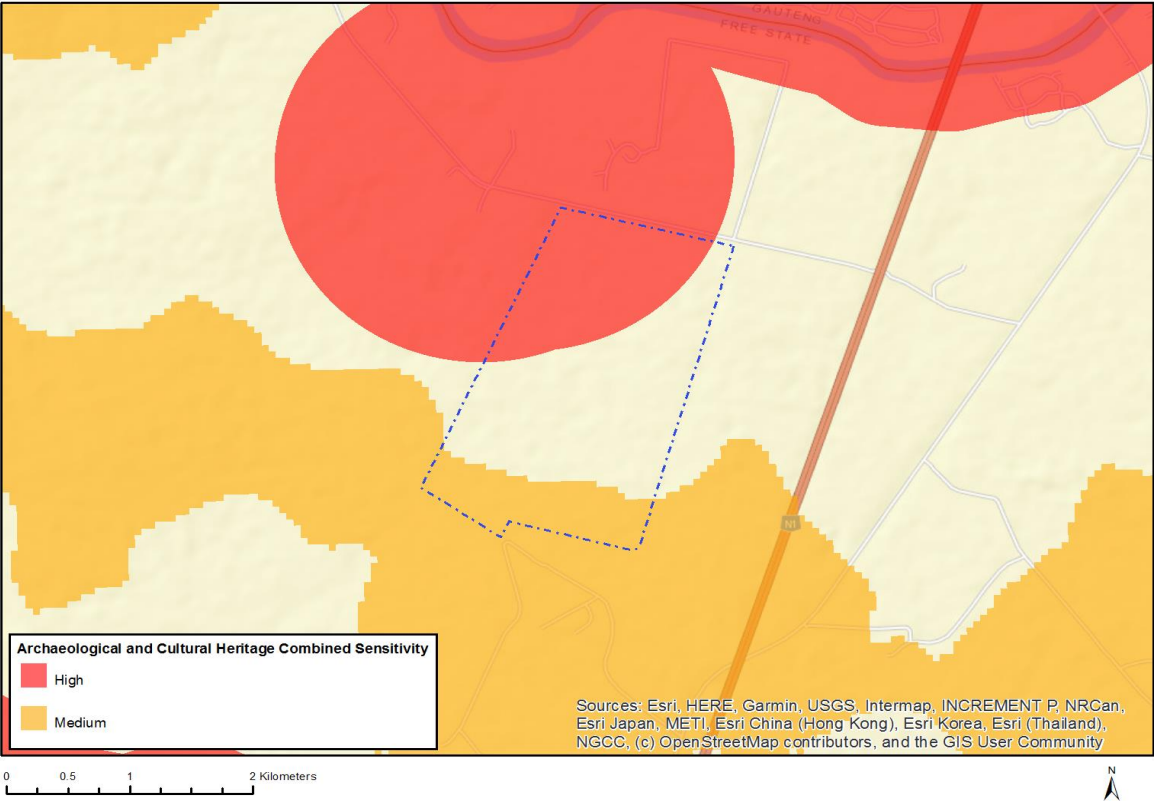 GAUTENG
FREE STATE
N1
Archaeological and Cultural Heritage Combined Sensitivity
High
Medium
Sources: Esri, HERE, Garmin, USGS, Intermap, INCREMENT P, NRCan,
Esri Japan, METI, Esri China (Hong Kong), Esri Korea, Esri (Thailand),
NGCC, (c) OpenStreetMap contributors, and the GIS User Community
0 0.5 1 2 Kilometers
N